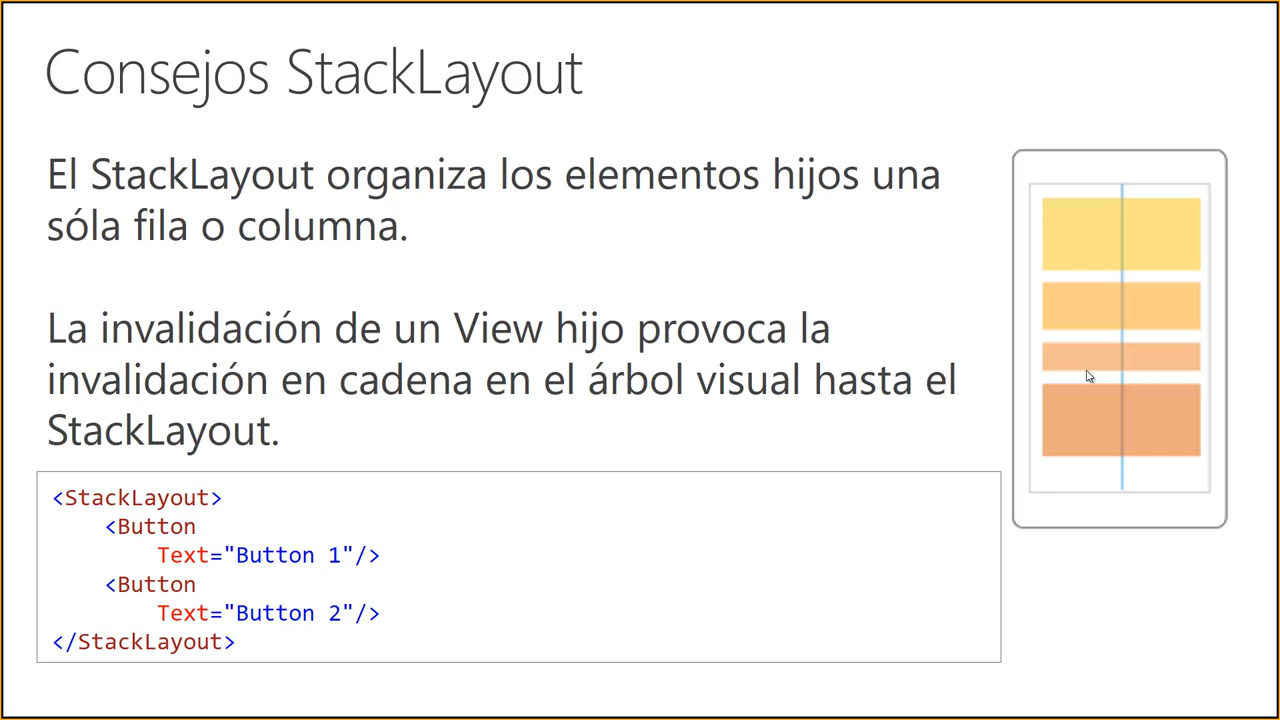 Consejos StackLayout
El StackLayout organiza los elementos hijos una
sóla fila o columna.
La invalidación de un View hijo provoca la
invalidación en cadena en el árbol visual hasta el
StackLayout.
<StackLayout>
    <Button
        Text="Button 1"/>
    <Button
        Text="Button 2"/>
</StackLayout>